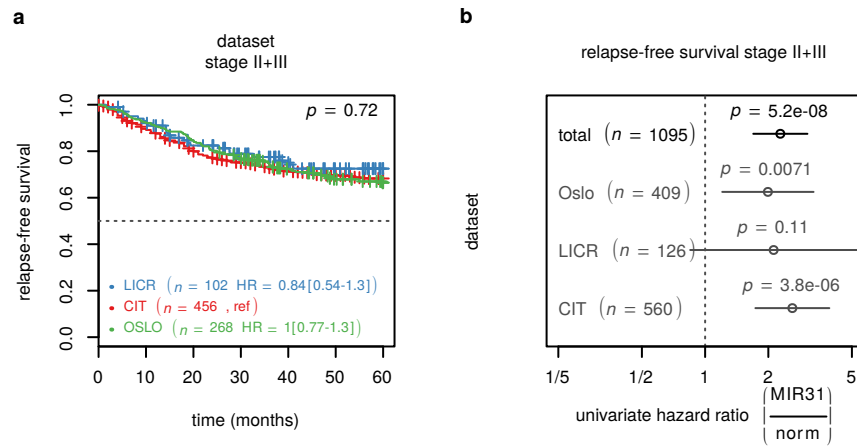 a
dataset
stage II+III
p = 0.72
relapse-free survival
0.0 0.2 0.4 0.6 0.8 1.0
LICR (n = 102 HR = 0.84[0.54-1.3])
CIT (n = 456 , ref)
OSLO (n = 268 HR = 1[0.77-1.3])
0 10 20 30 40 50 60
time (months)
b
relapse-free survival stage II+III
dataset
total (n = 1095)
p = 5.2e-08
Oslo (n = 409)
p = 0.0071
LICR (n = 126)
p = 0.11
CIT (n = 560)
p = 3.8e-06
1/5 1/2 1 2 5
univariate hazard ratio (MIR31
norm)